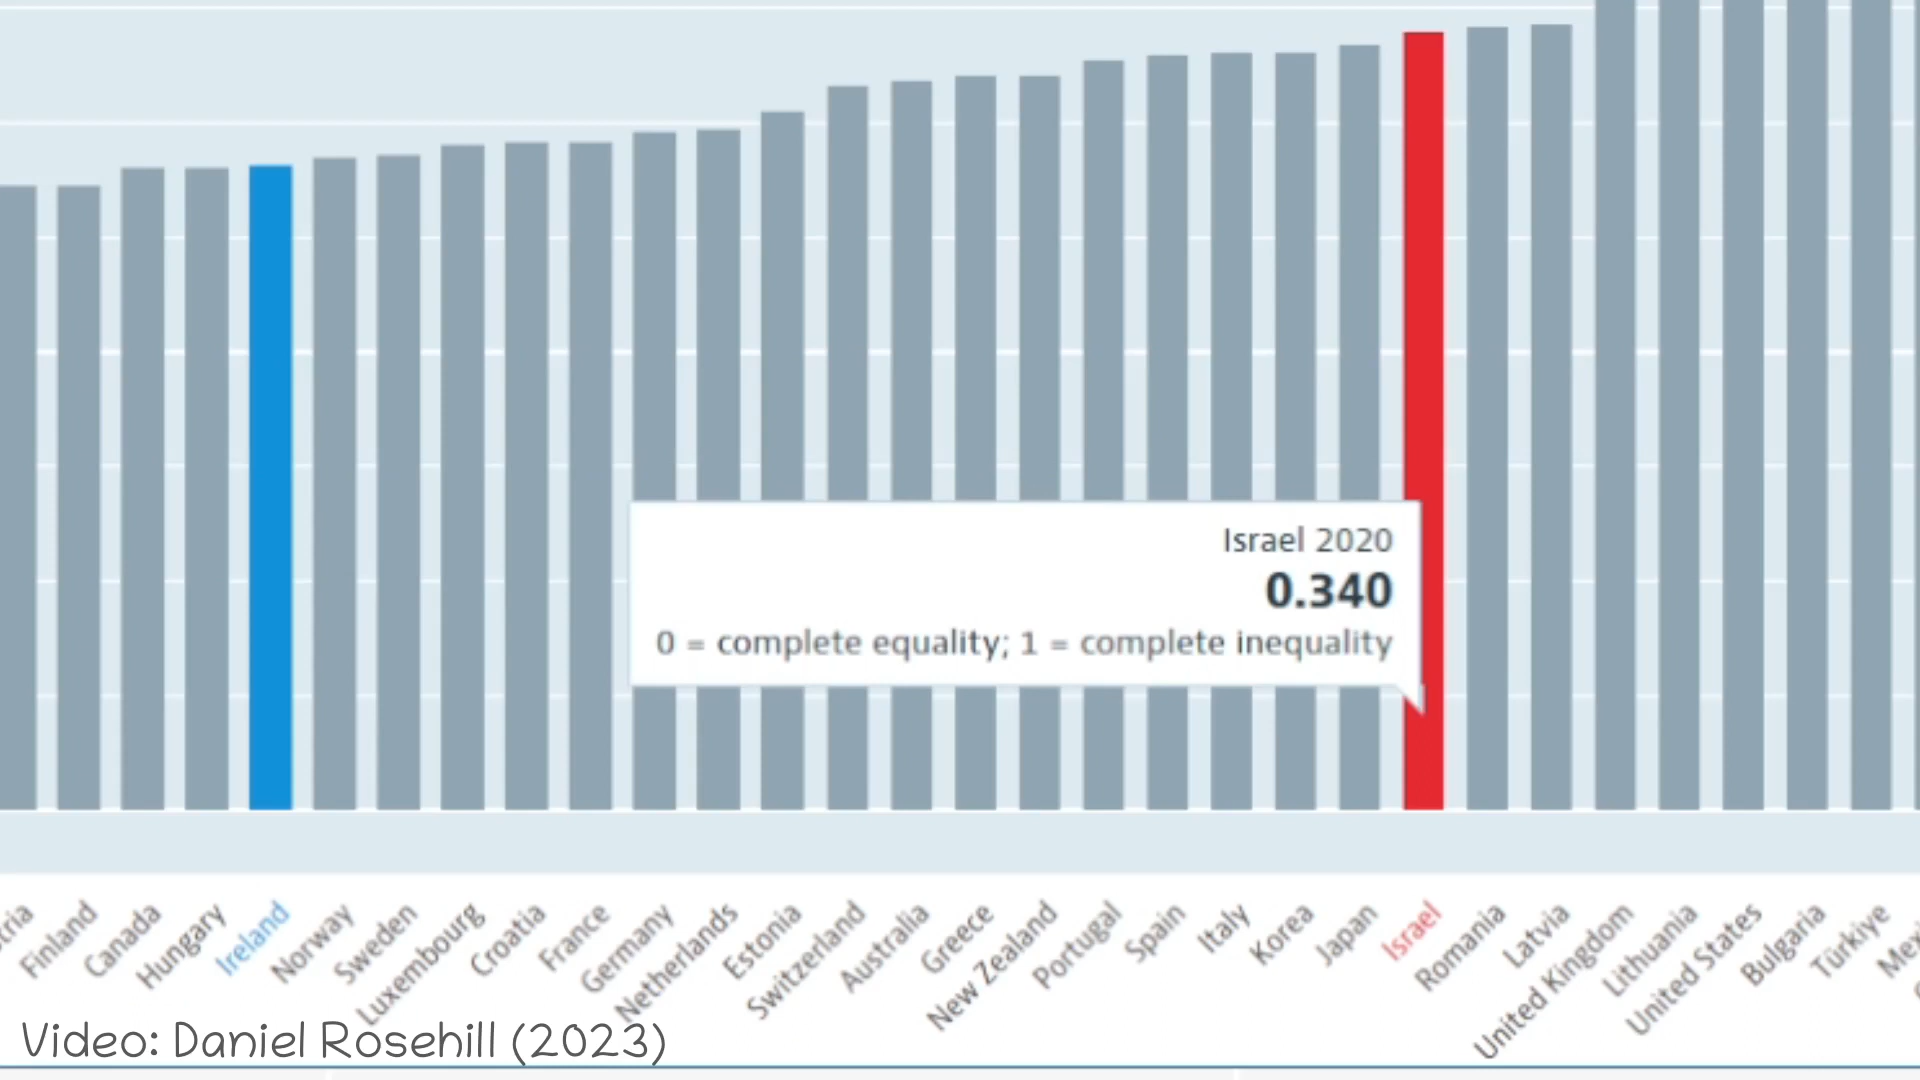 Israel 2020
0.340
0 = complete equality; 1 = complete inequality
Finland
Canada
Hungary
Ireland
Norway
Sweden
Luxembourg
Croatia
France
Germany
Netherlands
Estonia
Switzerland
Australia
Greece
New Zealand
Portugal
Spain
Italy
Korea
Japan
Israel
Romania
Latvia
United Kingdom
Lithuania
United States
Bulgaria
Türkiye
Video: Daniel Rosehill (2023)